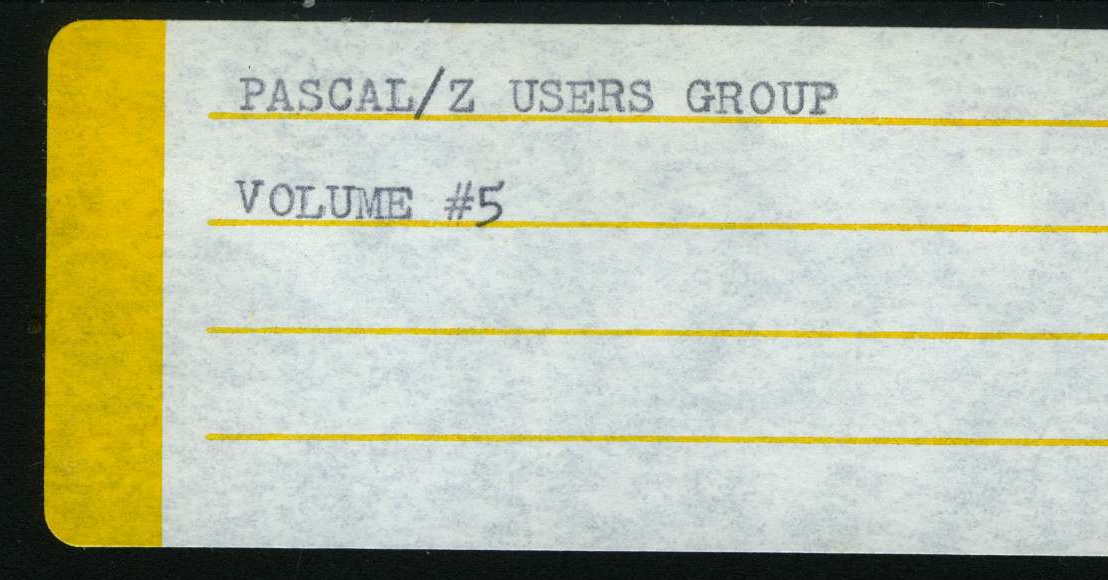 PASCAL/Z USERS GROUP
VOLUME #5